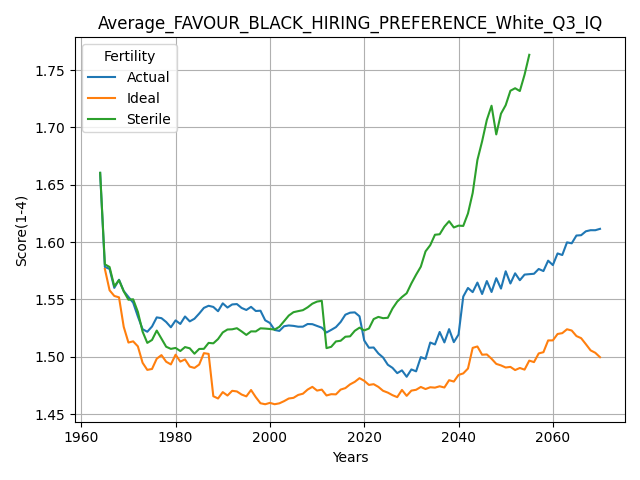 Average_FAVOUR_BLACK_HIRING_PREFERENCE_White_Q3_IQ
Fertility
Actual
Ideal
Sterile
Score(1-4)
1.75
1.70
1.65
1.60
1.55
1.50
1.45
1960
1980
2000
2020
2040
2060
Years